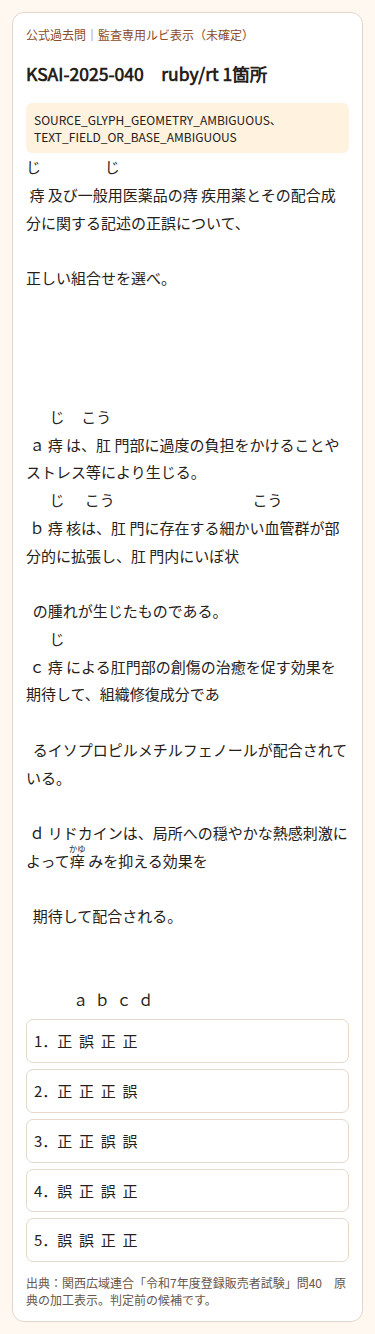 公式過去問｜監査専用ルビ表示（未確定）
KSAI-2025-040　ruby/rt 1箇所
SOURCE_GLYPH_GEOMETRY_AMBIGUOUS、
TEXT_FIELD_OR_BASE_AMBIGUOUS
じ　　　　　じ
痔 及び一般用医薬品の痔 疾用薬とその配合成
分に関する記述の正誤について、
正しい組合せを選べ。
じ　こう
ａ 痔 は、肛 門部に過度の負担をかけることや
ストレス等により生じる。
じ　こう　　　　　　　　　　こう
ｂ 痔 核は、肛 門に存在する細かい血管群が部
分的に拡張し、肛 門内にいぼ状
の腫れが生じたものである。
じ
ｃ 痔 による肛門部の創傷の治癒を促す効果を
期待して、組織修復成分であ
るイソプロピルメチルフェノールが配合されて
いる。
ｄ リドカインは、局所への穏やかな熱感刺激に
かゆ
よって痒 みを抑える効果を
期待して配合される。
ａ ｂ ｃ ｄ
1．正 誤 正 正
2．正 正 正 誤
3．正 正 誤 誤
4．誤 正 誤 正
5．誤 誤 正 正
出典：関西広域連合「令和7年度登録販売者試験」問40　原
典の加工表示。判定前の候補です。